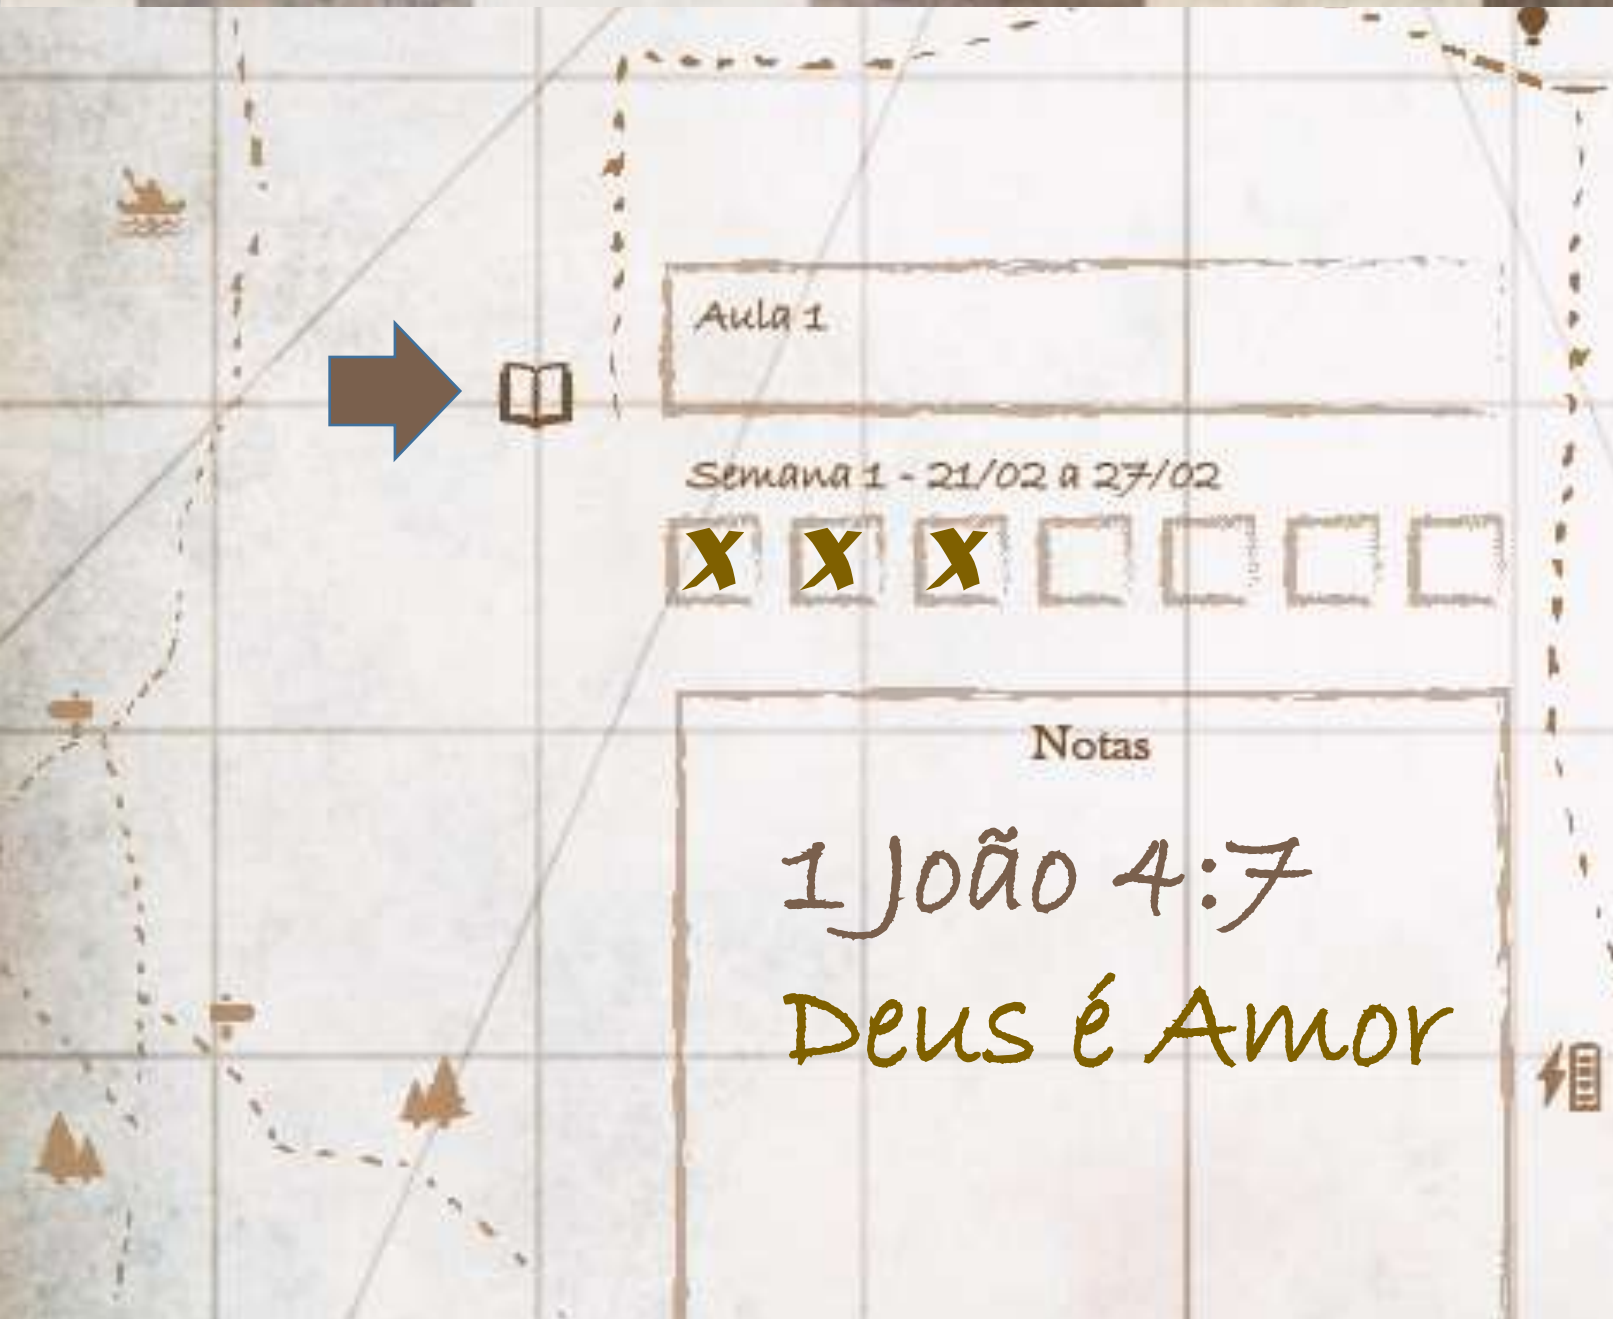 Aula 1
Semana 1 - 21/02 a 27/02
X X X
Notas
1 João 4:7
Deus é Amor